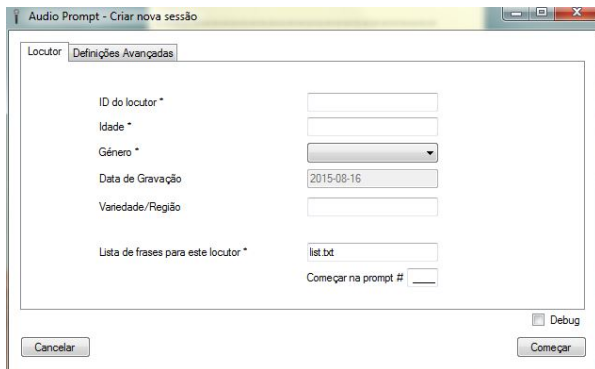 Audio Prompt - Criar nova sessão
Locutor Definições Avançadas
ID do locutor *
Idade *
Género *
Data de Gravação 2015-08-16
Variedade/Região
Lista de frases para este locutor * list.txt
Começar na prompt # ___
Debug
Cancelar Começar